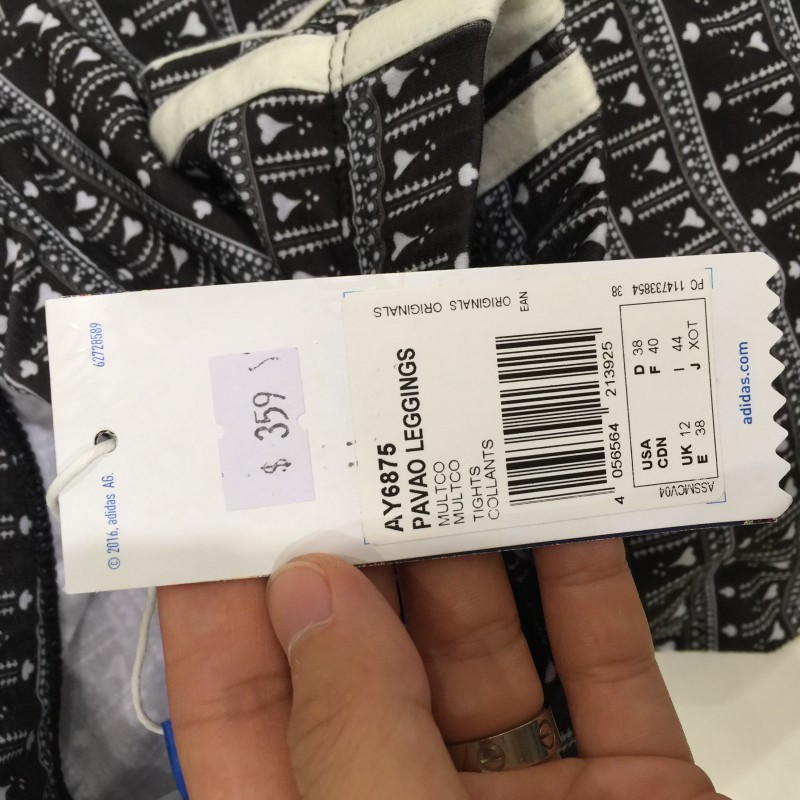 62728589
© 2016, adidas AG.
$ 359
ORIGINALS ORIGINALS
AY6875
PAVAO LEGGINGS
MULTCO
MULTCO
TIGHTS
COLLANTS
EAN
4 056564 213925
PC 114733854 38
USA D 38
CDN F 40
UK 12 I 44
E 38 J XOT
ASSMCV04
adidas.com